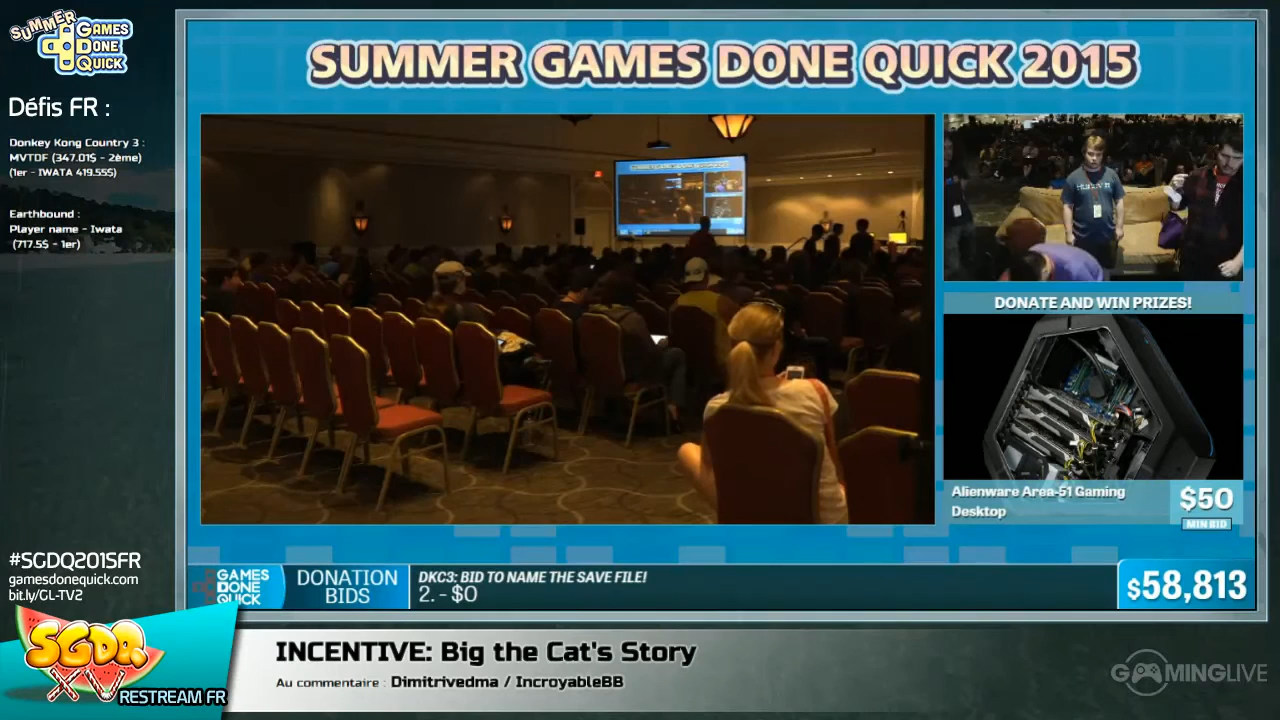 SUMMER
GAMES
DONE
QUICK
Défis FR :
Donkey Kong Country 3 :
MVTDF (347.01$ - 2ème)
(1er - IWATA 419.55$)
Earthbound :
Player name - Iwata
(717.5$ - 1er)
SUMMER GAMES DONE QUICK 2015
DONATE AND WIN PRIZES!
Alienware Area-51 Gaming
Desktop
$50
MIN BID
#SGDQ2015FR
gamesdonequick.com
bit.ly/GL-TV2
GAMES
DONE
QUICK
DONATION
BIDS
DKC3: BID TO NAME THE SAVE FILE!
2. - $0
$58,813
SGDQ
XV
RESTREAM FR
INCENTIVE: Big the Cat's Story
Au commentaire : Dimitrivedma / IncroyableBB
GAMINGLIVE